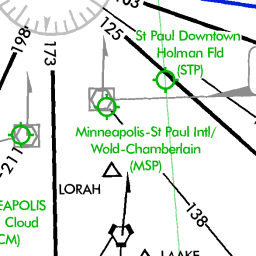 198
173
125
St Paul Downtown
Holman Fld
(STP)
Minneapolis-St Paul Intl/
Wold-Chamberlain
(MSP)
211
LORAH
EAPOLIS
Cloud
CM)
138
LAAKE